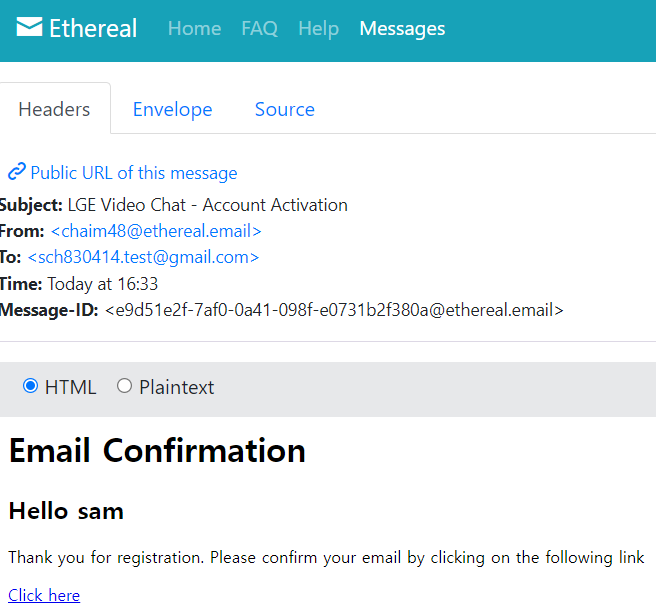 Ethereal Home FAQ Help Messages
Headers Envelope Source
Public URL of this message
Subject: LGE Video Chat - Account Activation
From: <chaim48@ethereal.email>
To: <sch830414.test@gmail.com>
Time: Today at 16:33
Message-ID: <e9d51e2f-7af0-0a41-098f-e0731b2f380a@ethereal.email>
HTML Plaintext
Email Confirmation
Hello sam
Thank you for registration. Please confirm your email by clicking on the following link
Click here